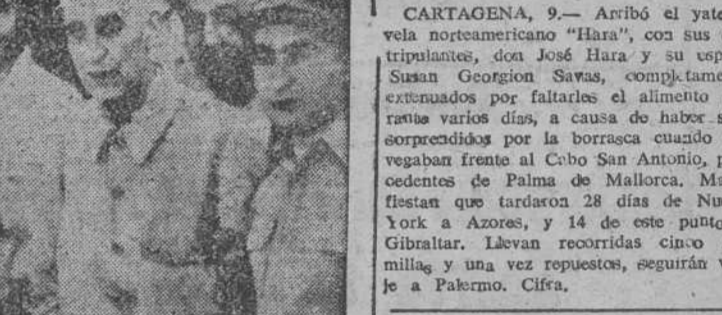 CARTAGENA, 9.— Arribó el yate
vela norteamericano "Hara", con sus
tripulantes, don José Hara y su esp
Susan Georgion Savas, completame
extenuados por faltarles el alimento
rante varios días, a causa de haber s
sorprendidos por la borrasca cuando
vegaban frente al Cabo San Antonio, p
cedentes de Palma de Mallorca. Ma
fiestan que tardaron 28 días de Nu
York a Azores, y 14 de este punto
Gibraltar. Llevan recorridas cinco
millas y una vez repuestos, seguirán v
je a Palermo. Cifra.